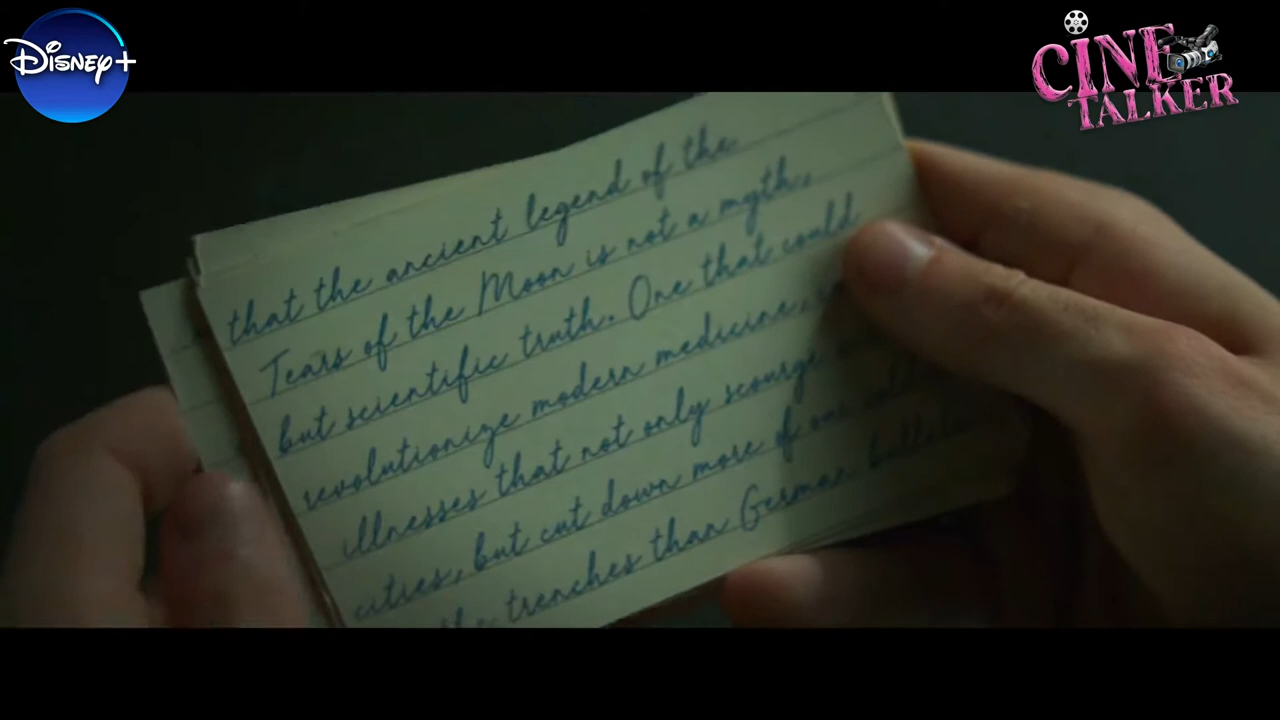 Disney+
CINE
TALKER
that the ancient legend of the
Tears of the Moon is not a myth,
but scientific truth. One that could
revolutionize modern medicine,
illnesses that not only scourge
cities, but cut down more of our
the trenches than German